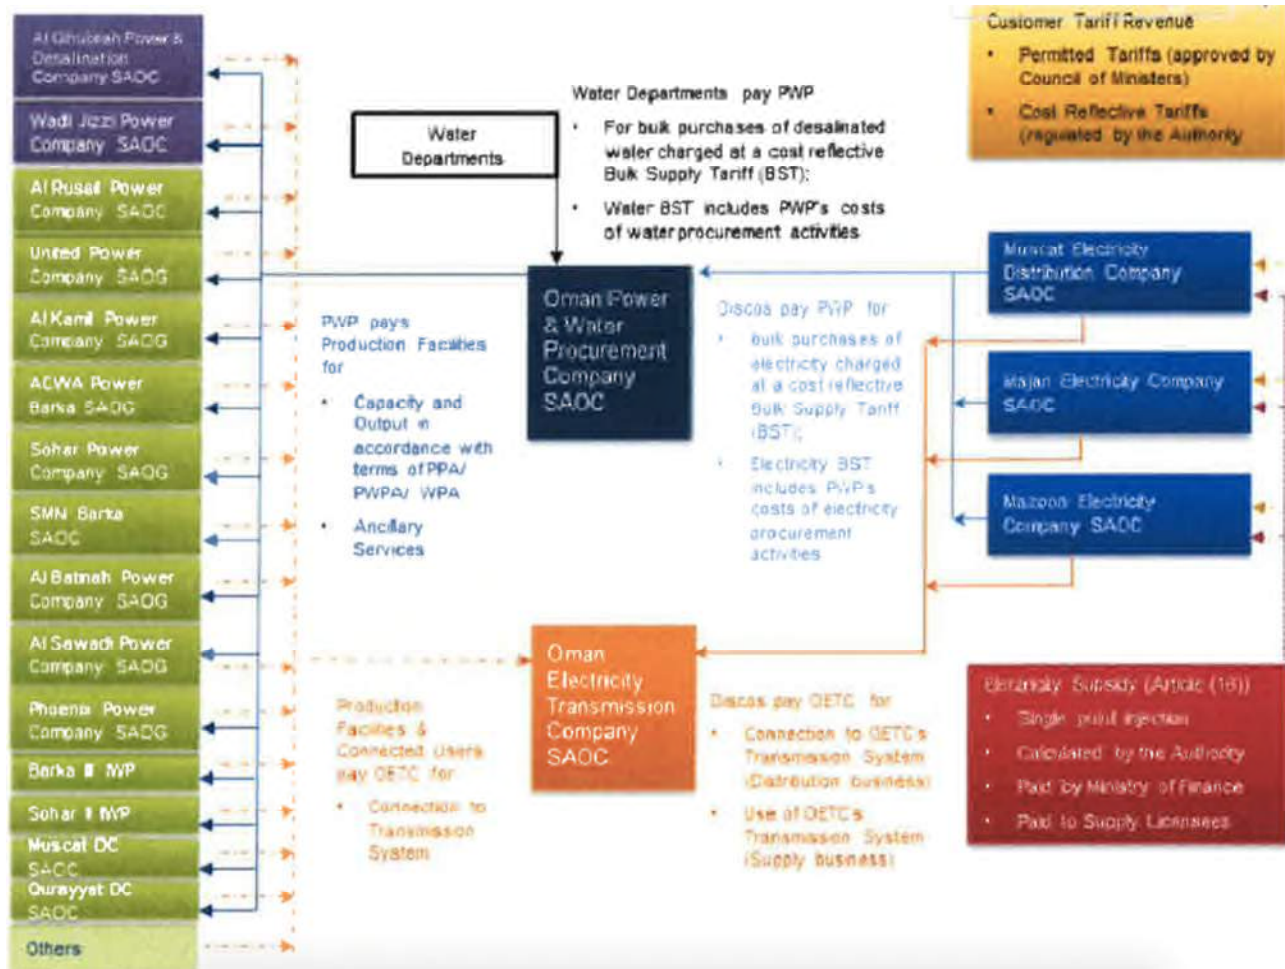 Al Ghubrah Power &
Desalination
Company SAOC
Wadi Jizzi Power
Company SAOC
Al Rusail Power
Company SAOC
United Power
Company SAOG
Al Kamil Power
Company SAOG
ACWA Power
Barka SAOG
Sohar Power
Company SAOG
SMN Barka
SAOC
Al Batinah Power
Company SAOG
Al Sawadi Power
Company SAOG
Phoenix Power
Company SAOG
Barka II IWP
Sohar II IWP
Muscat DC
SAOC
Qurayyat DC
SAOC
Others
Water
Departments
Water Departments pay PWP
• For bulk purchases of desalinated
water charged at a cost reflective
Bulk Supply Tariff (BST);
• Water BST includes PWP's costs
of water procurement activities
PWP pays
Production Facilities
for
• Capacity and
Output in
accordance with
terms of PPA/
PWPA/ WPA
• Ancillary
Services
Oman Power
& Water
Procurement
Company
SAOC
Discos pay PWP for
• bulk purchases of
electricity charged
at a cost reflective
Bulk Supply Tariff
(BST);
• Electricity BST
includes PWP's
costs of electricity
procurement
activities
Production
Facilities &
Connected Users
pay OETC for
• Connection to
Transmission
System
Oman
Electricity
Transmission
Company
SAOC
Discos pay OETC for
• Connection to OETC's
Transmission System
(Distribution business)
• Use of OETC's
Transmission System
(Supply business)
Customer Tariff Revenue
• Permitted Tariffs (approved by
Council of Ministers)
• Cost Reflective Tariffs
(regulated by the Authority
Muscat Electricity
Distribution Company
SAOC
Majan Electricity Company
SAOC
Mazoon Electricity
Company SAOC
Electricity Subsidy (Article (18))
• Single point injection
• Calculated by the Authority
• Paid by Ministry of Finance
• Paid to Supply Licensees